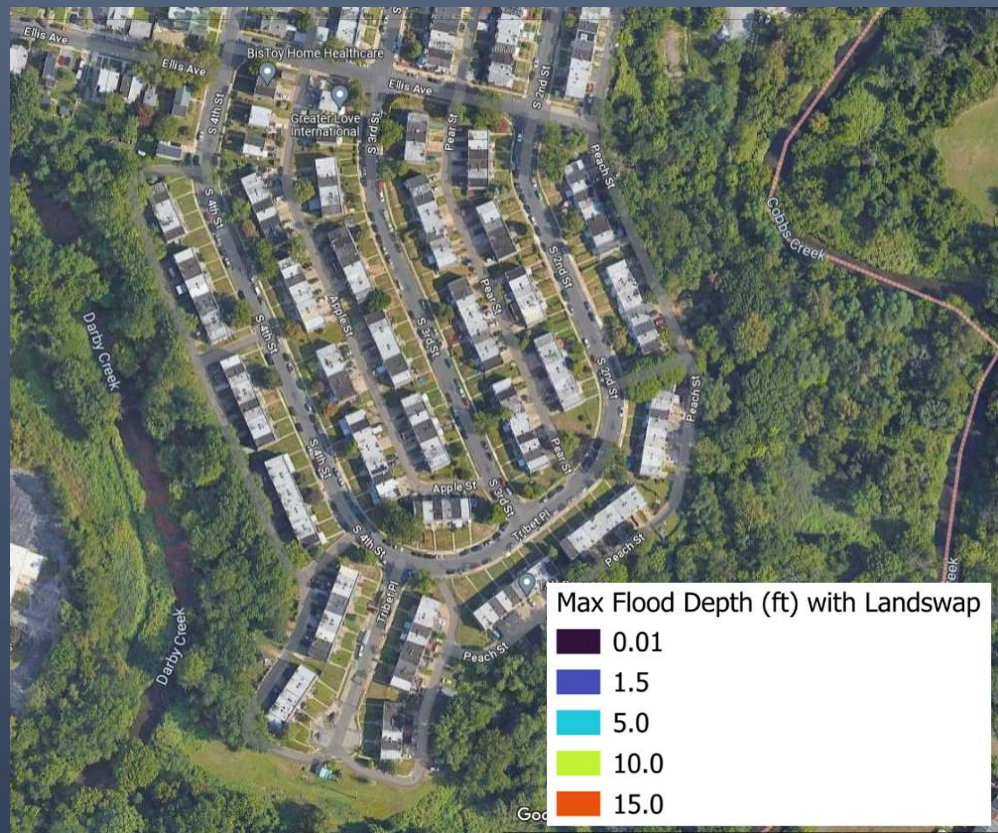 Ellis Ave
BisToy Home Healthcare
Ellis Ave
Ellis Ave
Greater Love
International
S 4th St
S 3rd St
Pear St
S 2nd St
Peach St
S 4th St
Cobbs Creek
S 2nd St
Apple St
Pear St
Darby Creek
S 4th St
S 3rd St
S 2nd St
Peach St
S 4th St
Pear St
Apple St
S 3rd St
Tribet Pl
S 4th St
Peach St
Tribet Pl
Peach St
Darby Creek
Max Flood Depth (ft) with Landswap
0.01
1.5
5.0
10.0
15.0